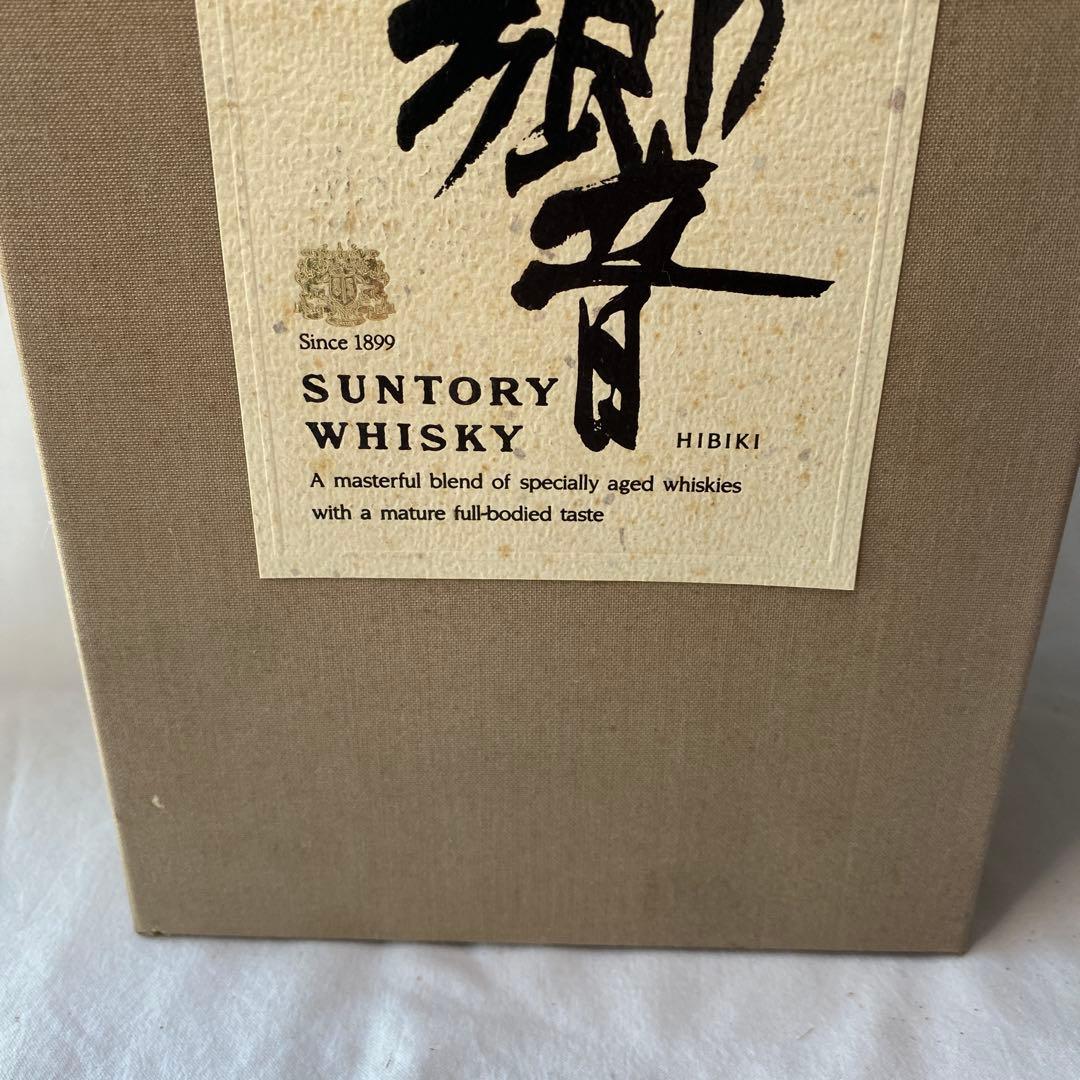 響
Since 1899
SUNTORY
WHISKY
HIBIKI
A masterful blend of specially aged whiskies
with a mature full-bodied taste